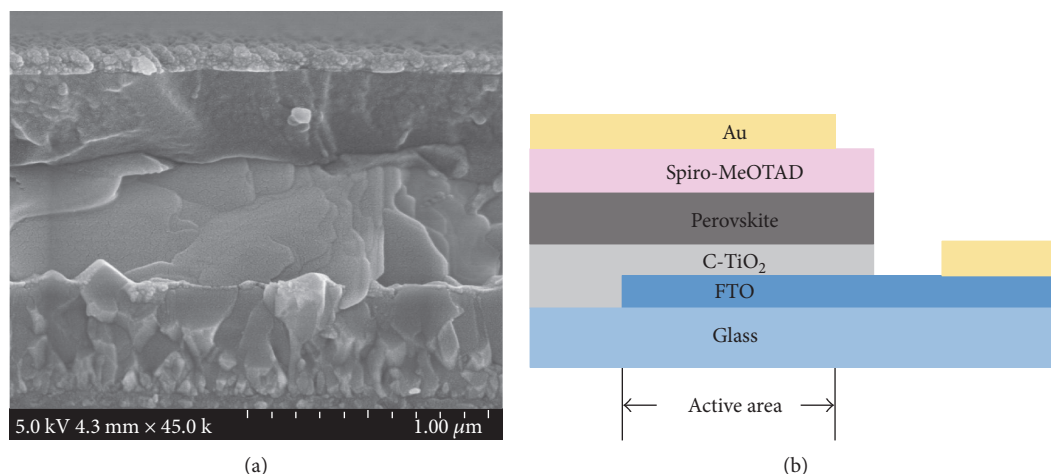 5.0 kV 4.3 mm × 45.0 k 1.00 μm
(a)
Au
Spiro-MeOTAD
Perovskite
C-TiO₂
FTO
Glass
Active area
(b)